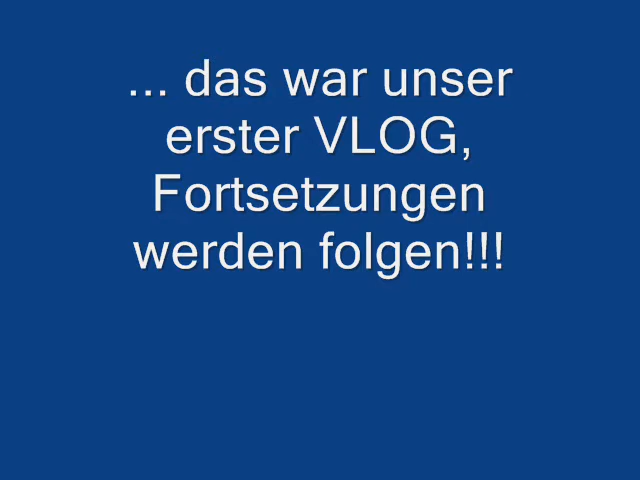 ... das war unser
erster VLOG,
Fortsetzungen
werden folgen!!!